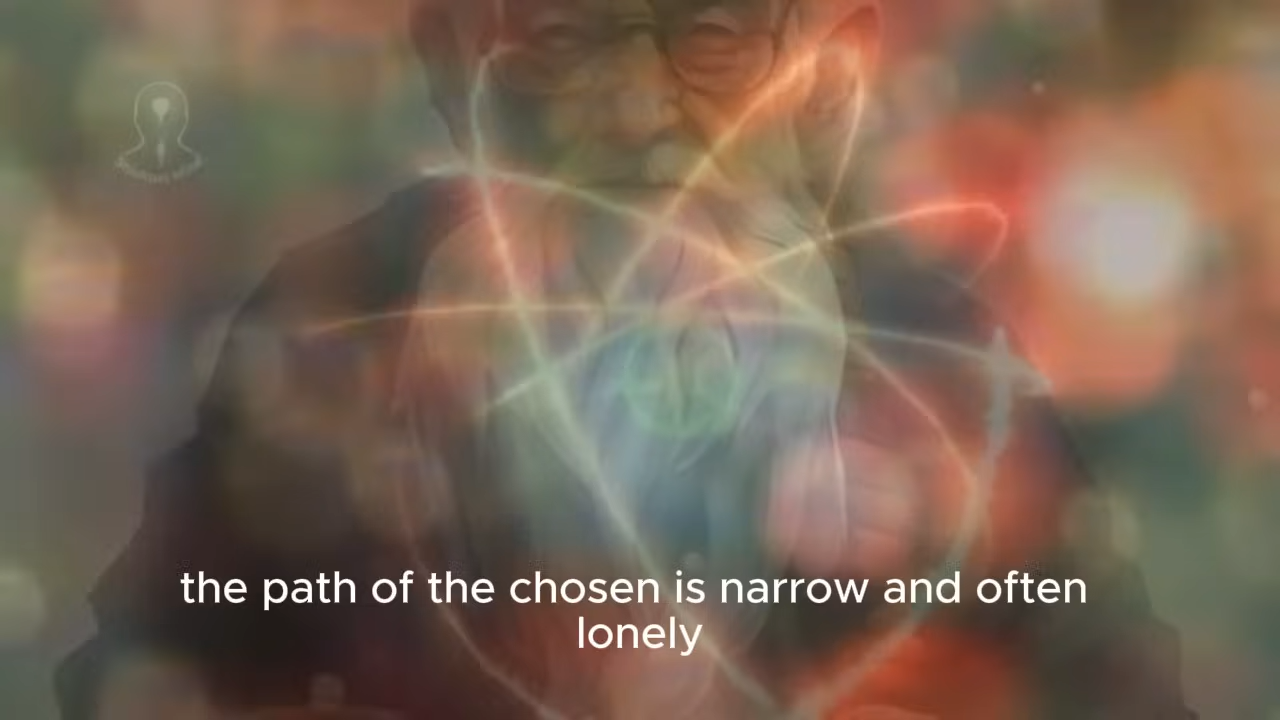 the path of the chosen is narrow and often
lonely